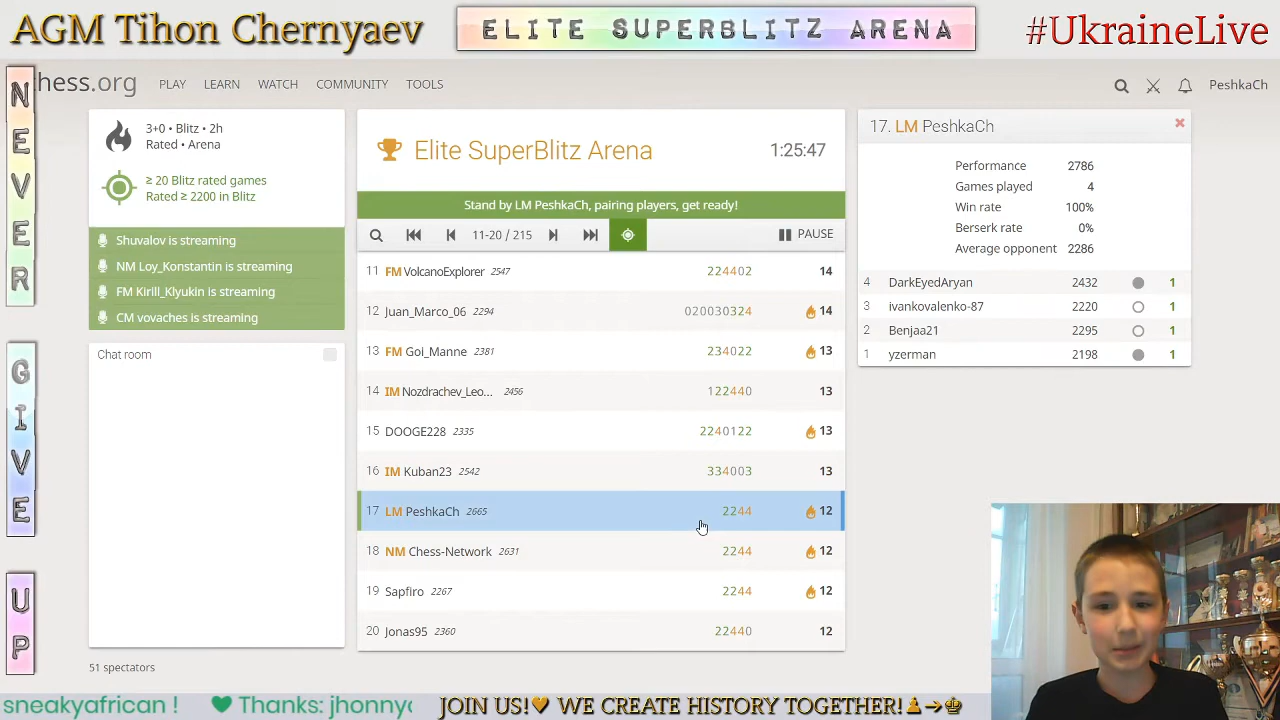 AGM Tihon Chernyaev
ELITE SUPERBLITZ ARENA
#UkraineLive
NEVER
GIVE
UP
hess.org
PLAY LEARN WATCH COMMUNITY TOOLS
PeshkaCh
3+0 • Blitz • 2h
Rated • Arena
≥ 20 Blitz rated games
Rated ≥ 2200 in Blitz
Shuvalov is streaming
NM Loy_Konstantin is streaming
FM Kirill_Klyukin is streaming
CM vovaches is streaming
Chat room
51 spectators
Elite SuperBlitz Arena 1:25:47
Stand by LM PeshkaCh, pairing players, get ready!
11-20 / 215 PAUSE
11 FM VolcanoExplorer 2547 224402 14
12 Juan_Marco_06 2294 020030324 14
13 FM Goi_Manne 2381 234022 13
14 IM Nozdrachev_Leo... 2456 122440 13
15 DOOGE228 2335 2240122 13
16 IM Kuban23 2542 334003 13
17 LM PeshkaCh 2665 2244 12
18 NM Chess-Network 2631 2244 12
19 Sapfiro 2267 2244 12
20 Jonas95 2360 22440 12
17. LM PeshkaCh
Performance 2786
Games played 4
Win rate 100%
Berserk rate 0%
Average opponent 2286
4 DarkEyedAryan 2432 1
3 ivankovalenko-87 2220 1
2 Benjaa21 2295 1
1 yzerman 2198 1
sneakyafrican ! Thanks: jhonny
JOIN US! WE CREATE HISTORY TOGETHER!